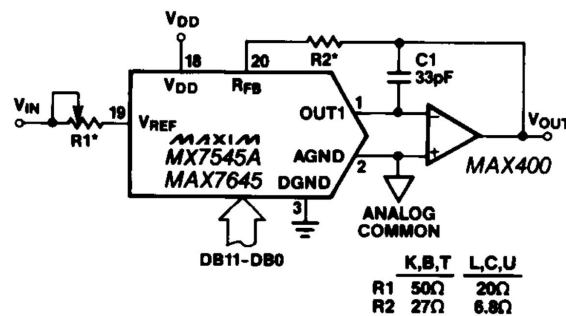 VDD
18
20
R2*
C1
33pF
VDD
RFB
VIN
R1*
19
VREF
OUT1
1
VOUT
MAXIM
MX7545A
MAX7645
AGND
2
MAX400
DGND
3
ANALOG
COMMON
DB11-DB0
K,B,T L,C,U
R1 50Ω 20Ω
R2 27Ω 6.8Ω